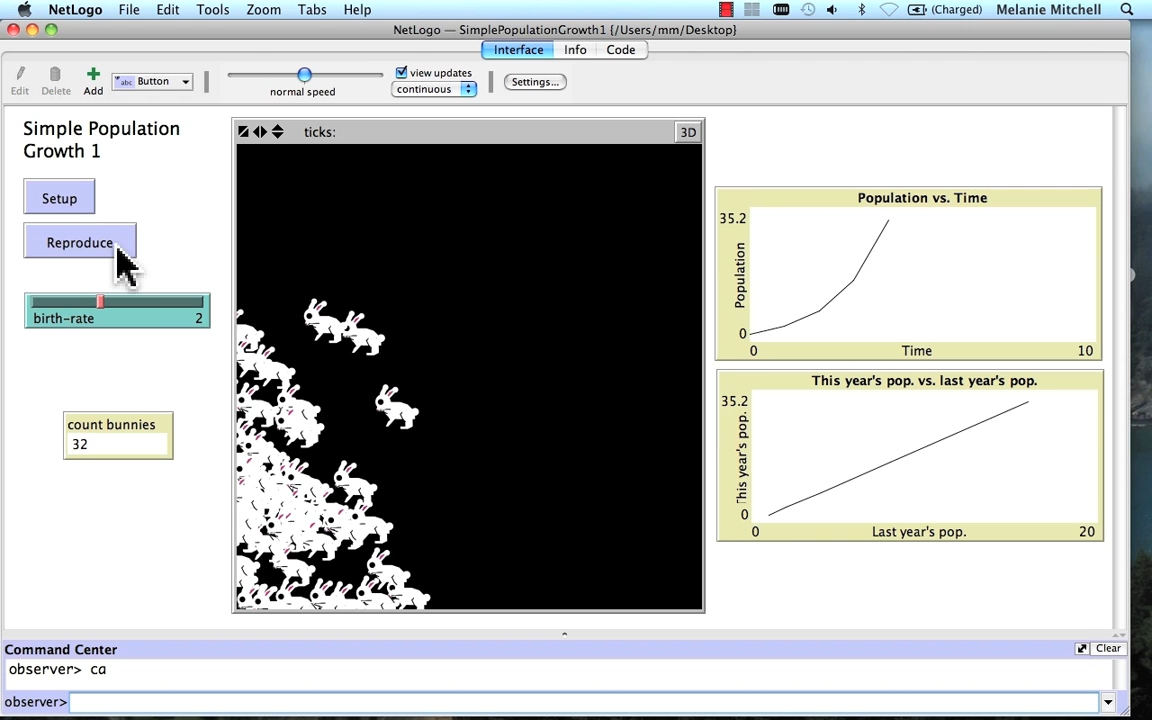 NetLogo File Edit Tools Zoom Tabs Help (Charged) Melanie Mitchell
NetLogo — SimplePopulationGrowth1 {/Users/mm/Desktop}
Interface Info Code
Edit Delete Add abc Button normal speed view updates continuous Settings...
Simple Population
Growth 1
Setup
Reproduce
birth-rate 2
count bunnies
32
ticks: 3D
Population vs. Time
35.2
Population
0
0 Time 10
This year's pop. vs. last year's pop.
35.2
This year's pop.
0
0 Last year's pop. 20
Command Center Clear
observer> ca
observer>